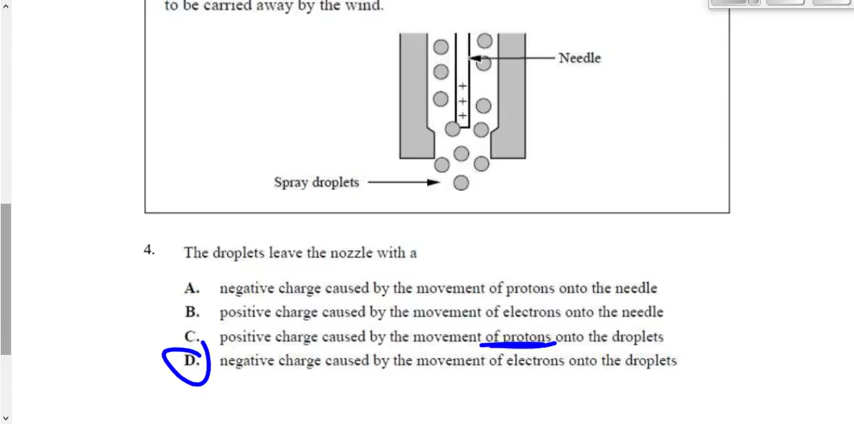 to be carried away by the wind.
Needle
+
+
+
Spray droplets
4. The droplets leave the nozzle with a
A. negative charge caused by the movement of protons onto the needle
B. positive charge caused by the movement of electrons onto the needle
C. positive charge caused by the movement of protons onto the droplets
D. negative charge caused by the movement of electrons onto the droplets